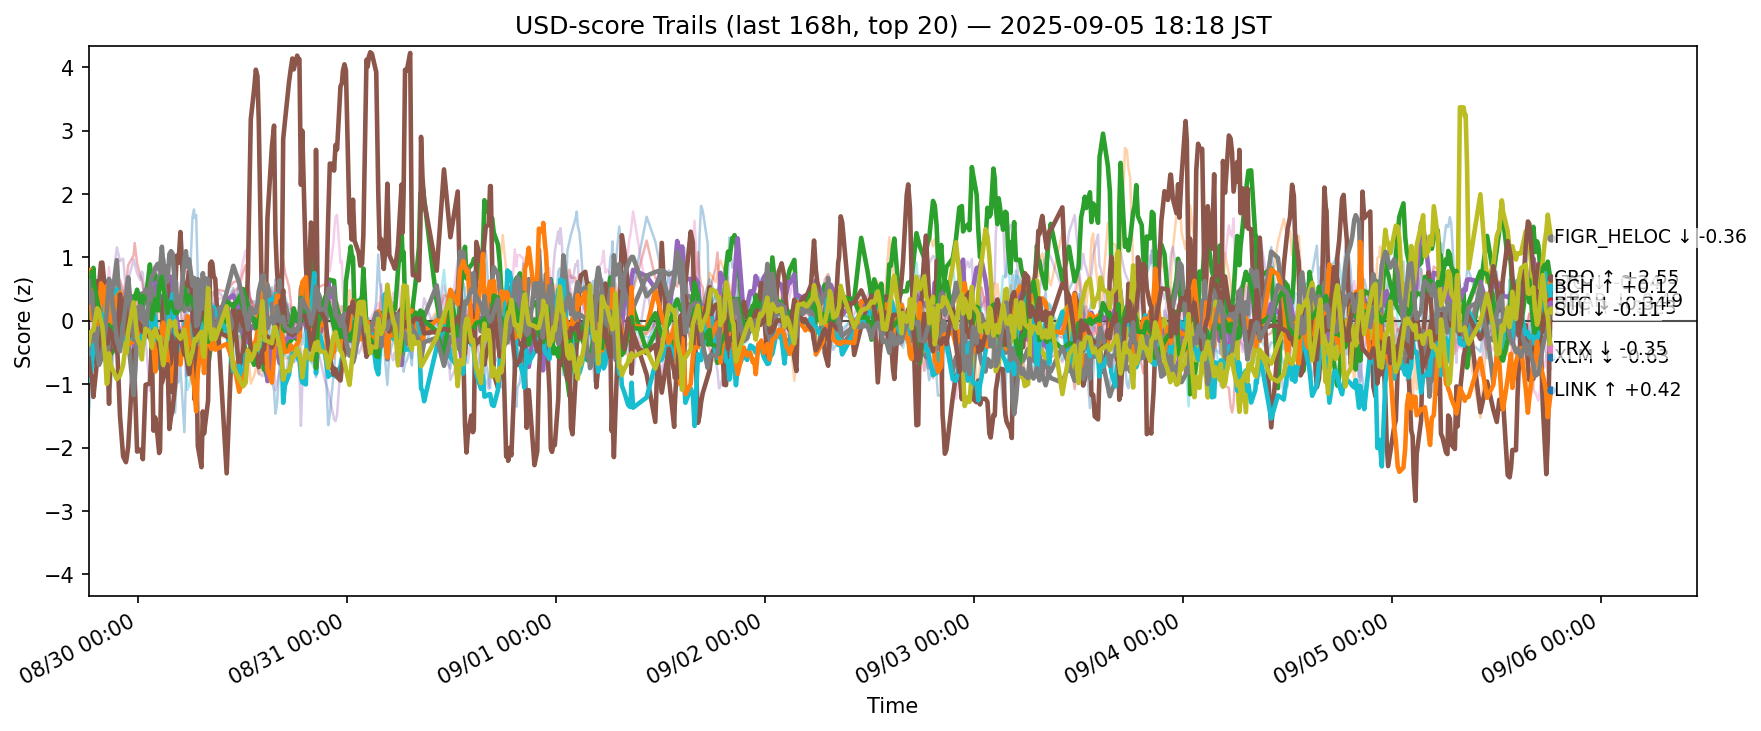 USD-score Trails (last 168h, top 20) — 2025-09-05 18:18 JST
Score (z)
4
3
2
1
0
−1
−2
−3
−4
FIGR_HELOC ↓ -0.36
CRO ↑ +2.55
BCH ↑ +0.12
SUI ↓ -0.11
TRX ↓ -0.35
XLM ↓ -0.03
LINK ↑ +0.42
08/30 00:00
08/31 00:00
09/01 00:00
09/02 00:00
09/03 00:00
09/04 00:00
09/05 00:00
09/06 00:00
Time